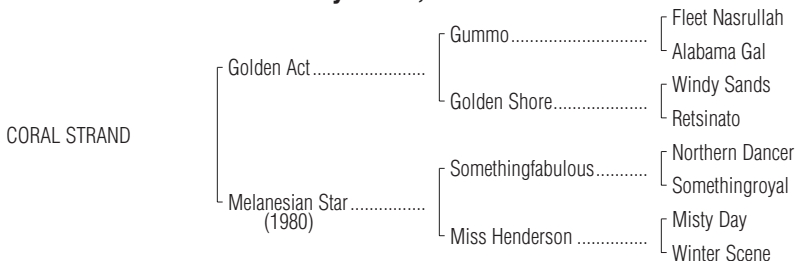 Fleet Nasrullah
Gummo
Alabama Gal
Golden Act
Windy Sands
Golden Shore
Retsinato
CORAL STRAND
Northern Dancer
Somethingfabulous
Somethingroyal
Melanesian Star
(1980)
Misty Day
Miss Henderson
Winter Scene